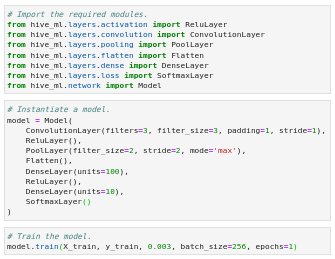 # Import the required modules.
from hive_ml.layers.activation import ReluLayer
from hive_ml.layers.convolution import ConvolutionLayer
from hive_ml.layers.pooling import PoolLayer
from hive_ml.layers.flatten import Flatten
from hive_ml.layers.dense import DenseLayer
from hive_ml.layers.loss import SoftmaxLayer
from hive_ml.network import Model
# Instantiate a model.
model = Model(
    ConvolutionLayer(filters=3, filter_size=3, padding=1, stride=1),
    ReluLayer(),
    PoolLayer(filter_size=2, stride=2, mode='max'),
    Flatten(),
    DenseLayer(units=100),
    ReluLayer(),
    DenseLayer(units=10),
    SoftmaxLayer()
)
# Train the model.
model.train(X_train, y_train, 0.003, batch_size=256, epochs=1)